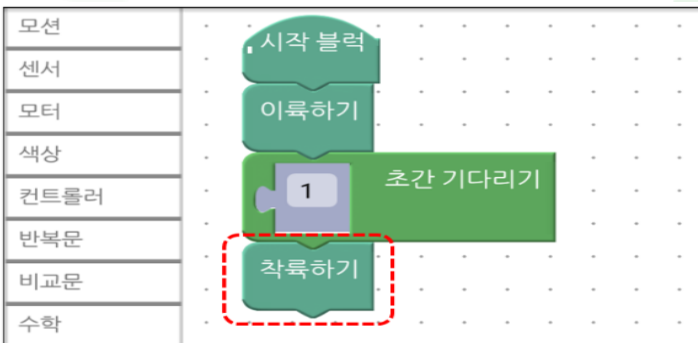 모션
센서
모터
색상
컨트롤러
반복문
비교문
수학
시작 블럭
이륙하기
1 초간 기다리기
착륙하기